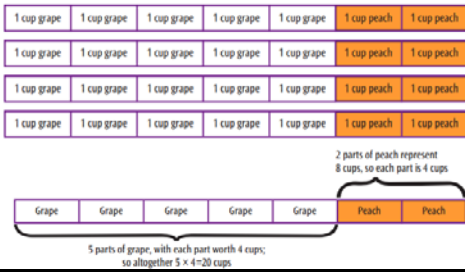 1 cup grape 1 cup grape 1 cup grape 1 cup grape 1 cup grape 1 cup peach 1 cup peach
1 cup grape 1 cup grape 1 cup grape 1 cup grape 1 cup grape 1 cup peach 1 cup peach
1 cup grape 1 cup grape 1 cup grape 1 cup grape 1 cup grape 1 cup peach 1 cup peach
1 cup grape 1 cup grape 1 cup grape 1 cup grape 1 cup grape 1 cup peach 1 cup peach
2 parts of peach represent
8 cups, so each part is 4 cups
Grape Grape Grape Grape Grape Peach Peach
5 parts of grape, with each part worth 4 cups;
so altogether 5 × 4=20 cups